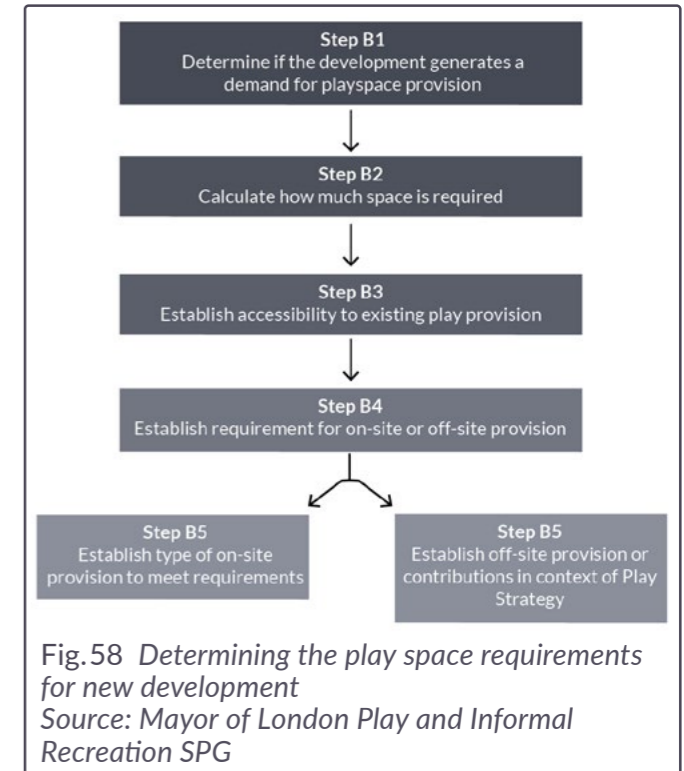 Step B1
Determine if the development generates a
demand for playspace provision
Step B2
Calculate how much space is required
Step B3
Establish accessibility to existing play provision
Step B4
Establish requirement for on-site or off-site provision
Step B5
Establish type of on-site
provision to meet requirements
Step B5
Establish off-site provision or
contributions in context of Play
Strategy
Fig.58 Determining the play space requirements
for new development
Source: Mayor of London Play and Informal
Recreation SPG